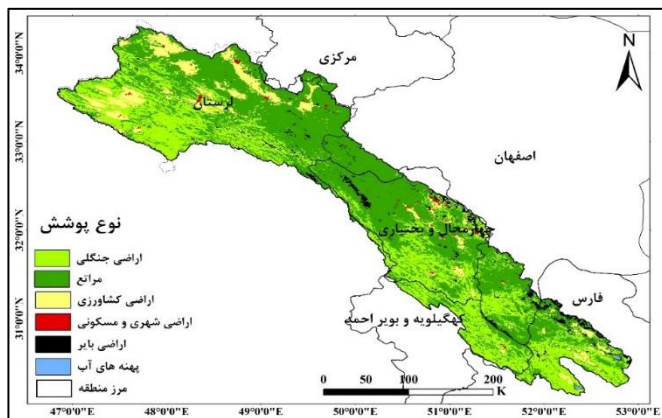 34°0'0"N
33°0'0"N
32°0'0"N
31°0'0"N
مرکزی
N
لرستان
اصفهان
چهارمحال و بختیاری
فارس
کهگیلویه و بویر احمد
نوع پوشش
اراضی جنگلی
مراتع
اراضی کشاورزی
اراضی شهری و مسکونی
اراضی بایر
پهنه های آب
مرز منطقه
0 50 100 200
K
47°0'0"E 48°0'0"E 49°0'0"E 50°0'0"E 51°0'0"E 52°0'0"E 53°0'0"E